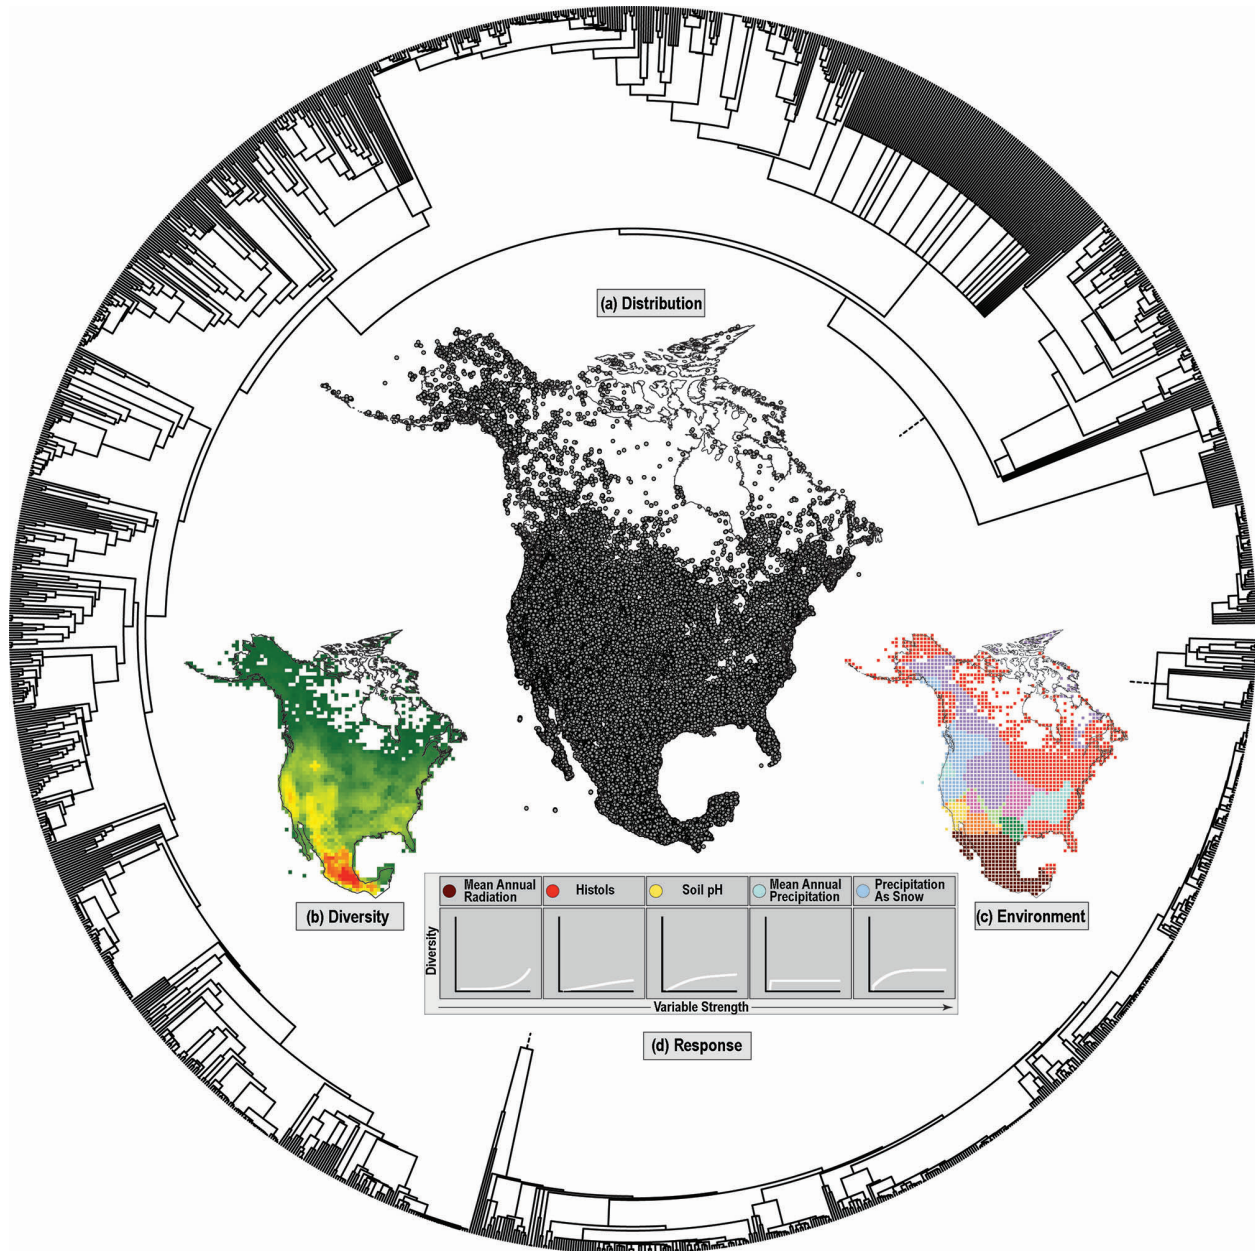 (a) Distribution
Mean Annual
Radiation
Histols
Soil pH
Mean Annual
Precipitation
Precipitation
As Snow
(b) Diversity
(c) Environment
Diversity
Variable Strength
(d) Response